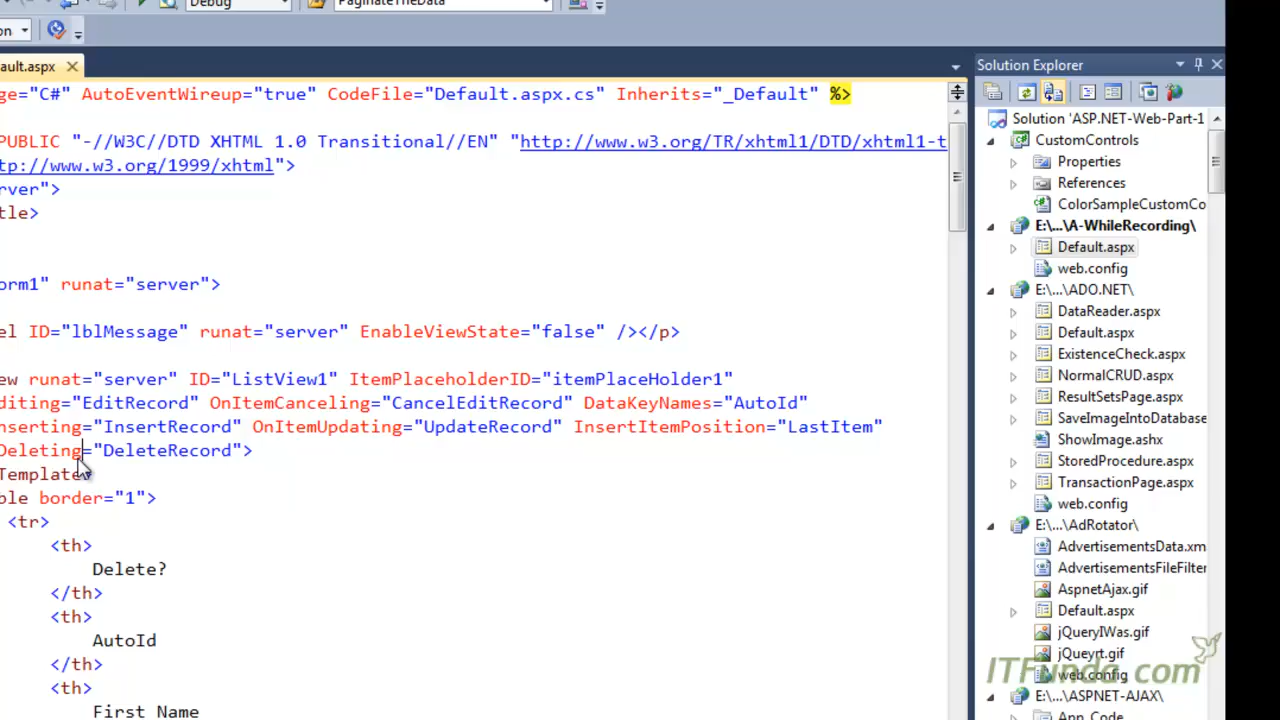 Debug
PaginateTheData
on
ault.aspx
ge="C#" AutoEventWireup="true" CodeFile="Default.aspx.cs" Inherits="_Default" %>
PUBLIC "-//W3C//DTD XHTML 1.0 Transitional//EN" "http://www.w3.org/TR/xhtml1/DTD/xhtml1-t
tp://www.w3.org/1999/xhtml">
rver">
tle>
orm1" runat="server">
el ID="lblMessage" runat="server" EnableViewState="false" /></p>
ew runat="server" ID="ListView1" ItemPlaceholderID="itemPlaceHolder1"
diting="EditRecord" OnItemCanceling="CancelEditRecord" DataKeyNames="AutoId"
nserting="InsertRecord" OnItemUpdating="UpdateRecord" InsertItemPosition="LastItem"
Deleting="DeleteRecord">
Template>
ble border="1">
<tr>
<th>
Delete?
</th>
<th>
AutoId
</th>
<th>
First Name
Solution Explorer
Solution 'ASP.NET-Web-Part-1
CustomControls
Properties
References
ColorSampleCustomCo
E:\...\A-WhileRecording\
Default.aspx
web.config
E:\...\ADO.NET\
DataReader.aspx
Default.aspx
ExistenceCheck.aspx
NormalCRUD.aspx
ResultSetsPage.aspx
SaveImageIntoDatabase
ShowImage.ashx
StoredProcedure.aspx
TransactionPage.aspx
web.config
E:\...\AdRotator\
AdvertisementsData.xm
AdvertisementsFileFilter
AspnetAjax.gif
Default.aspx
jQueryIWas.gif
jQueyrt.gif
web.config
E:\...\ASPNET-AJAX\
App_Code
ITFunda.com